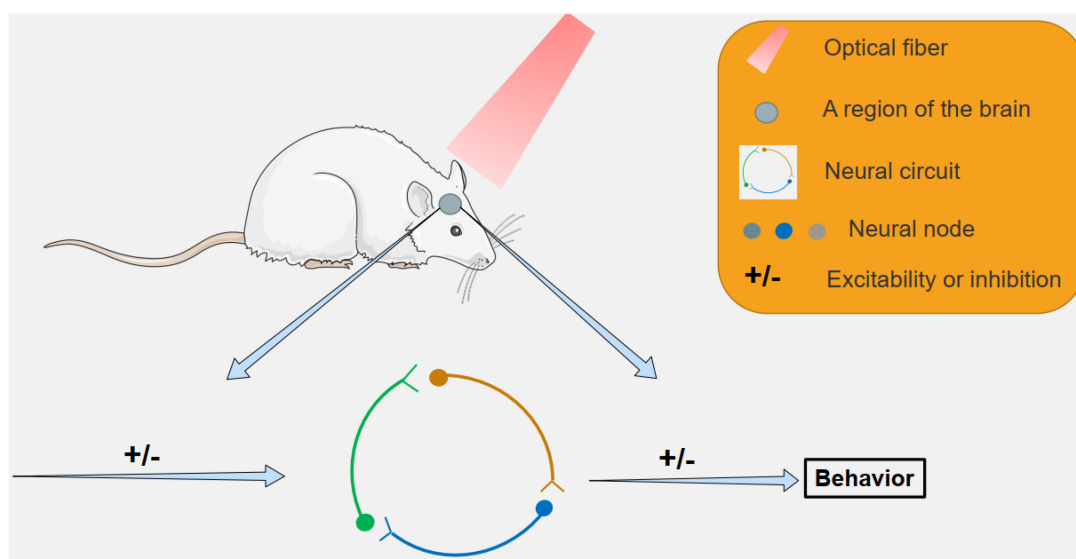 Optical fiber
A region of the brain
Neural circuit
Neural node
+/- Excitability or inhibition
+/-
+/-
Behavior